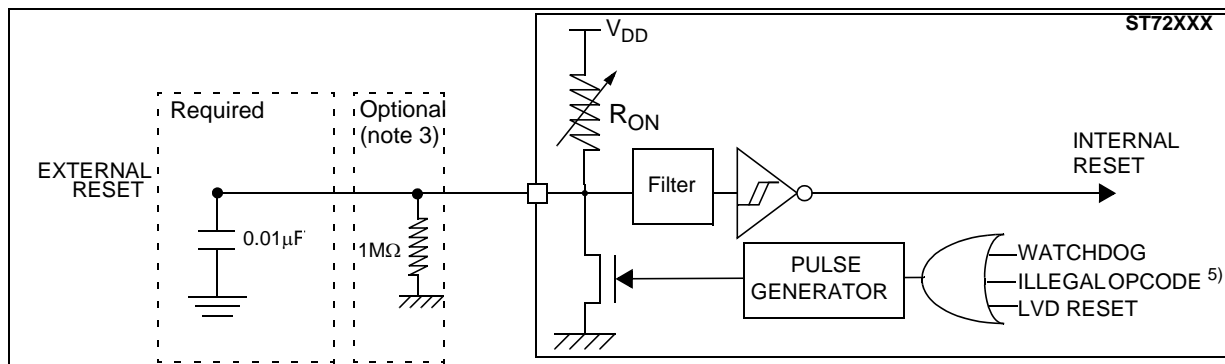 ST72XXX
VDD
Required
Optional
(note 3)
RON
EXTERNAL
RESET
Filter
INTERNAL
RESET
0.01µF
1MΩ
PULSE
GENERATOR
WATCHDOG
ILLEGAL OPCODE 5)
LVD RESET